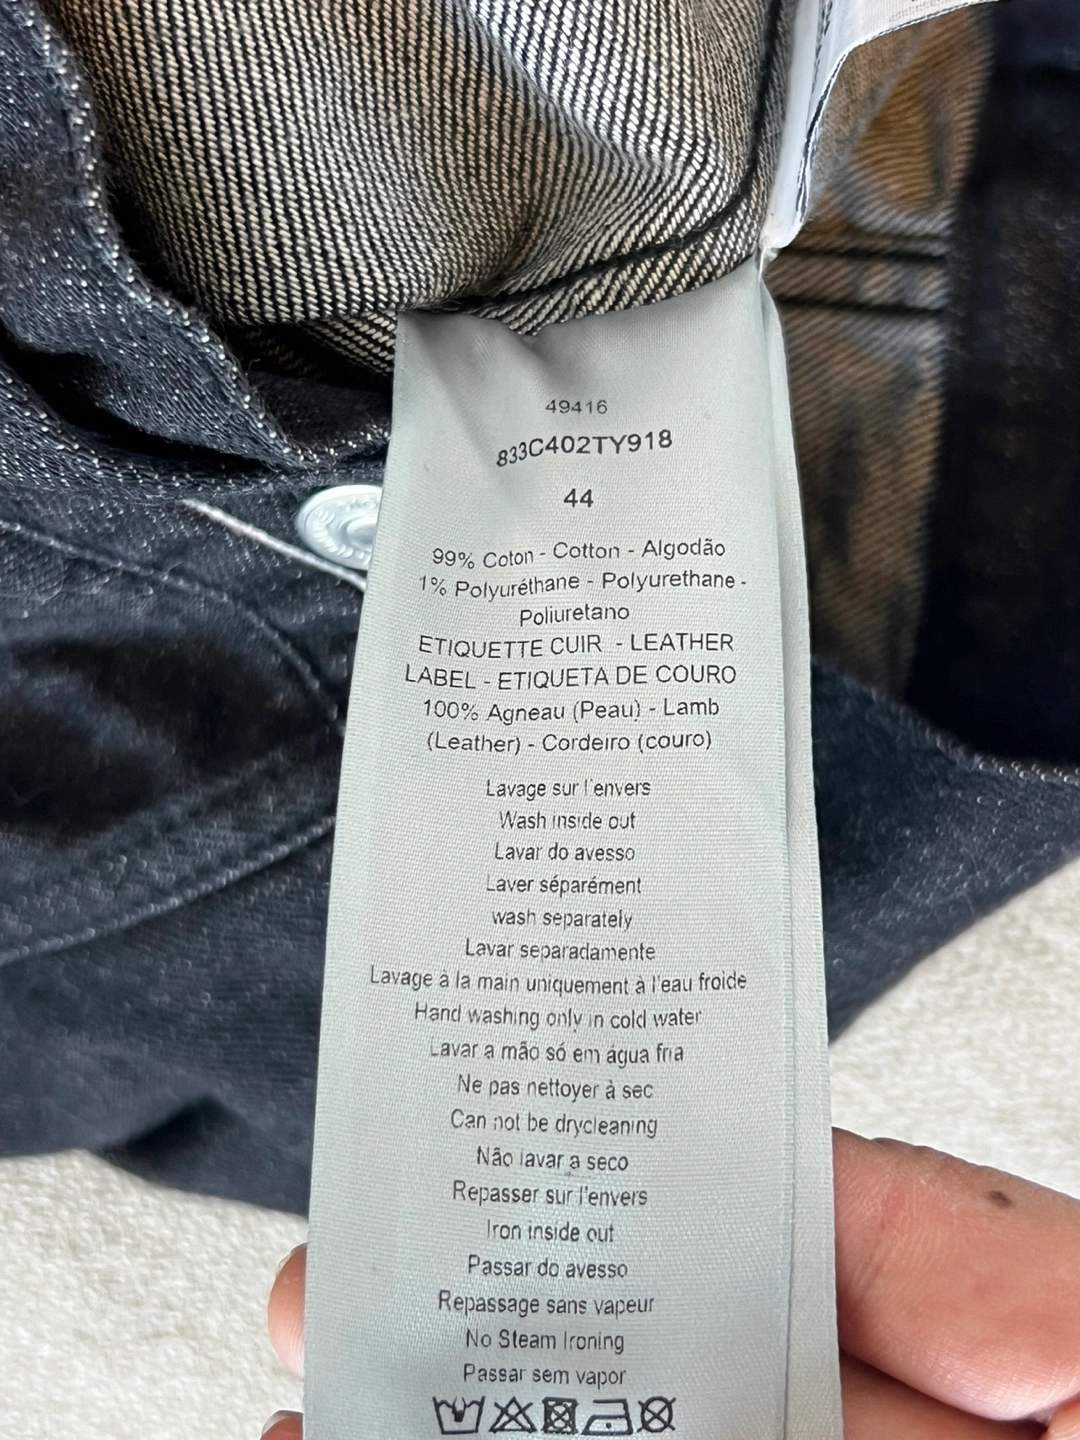 49416
833C402TY918
44
99% Coton - Cotton - Algodão
1% Polyuréthane - Polyurethane -
Poliuretano
ETIQUETTE CUIR - LEATHER
LABEL - ETIQUETA DE COURO
100% Agneau (Peau) - Lamb
(Leather) - Cordeiro (couro)
Lavage sur l'envers
Wash inside out
Lavar do avesso
Laver séparément
wash separately
Lavar separadamente
Lavage à la main uniquement à l'eau froide
Hand washing only in cold water
Lavar a mão só em água fria
Ne pas nettoyer à sec
Can not be drycleaning
Não lavar a seco
Repasser sur l'envers
Iron inside out
Passar do avesso
Repassage sans vapeur
No Steam Ironing
Passar sem vapor